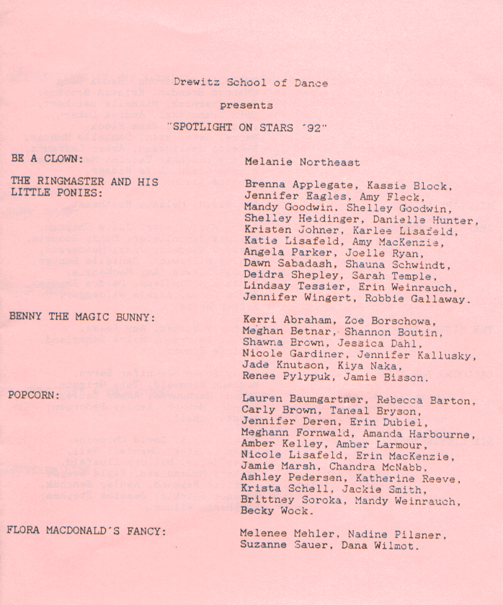 Drewitz School of Dance
presents
"SPOTLIGHT ON STARS '92"
BE A CLOWN: Melanie Northeast
THE RINGMASTER AND HIS LITTLE PONIES: Brenna Applegate, Kassie Block,
Jennifer Eagles, Amy Fleck,
Mandy Goodwin, Shelley Goodwin,
Shelley Heidinger, Danielle Hunter,
Kristen Johner, Karlee Lisafeld,
Katie Lisafeld, Amy MacKenzie,
Angela Parker, Joelle Ryan,
Dawn Sabadash, Shauna Schwindt,
Deidra Shepley, Sarah Temple,
Lindsay Tessier, Erin Weinrauch,
Jennifer Wingert, Robbie Gallaway.
BENNY THE MAGIC BUNNY: Kerri Abraham, Zoe Borschowa,
Meghan Betnar, Shannon Boutin,
Shawna Brown, Jessica Dahl,
Nicole Gardiner, Jennifer Kallusky,
Jade Knutson, Kiya Naka,
Renee Pylypuk, Jamie Bisson.
POPCORN: Lauren Baumgartner, Rebecca Barton,
Carly Brown, Taneal Bryson,
Jennifer Deren, Erin Dubiel,
Meghann Fornwald, Amanda Harbourne,
Amber Kelley, Amber Larmour,
Nicole Lisafeld, Erin MacKenzie,
Jamie Marsh, Chandra McNabb,
Ashley Pedersen, Katherine Reeve,
Krista Schell, Jackie Smith,
Brittney Soroka, Mandy Weinrauch,
Becky Wock.
FLORA MACDONALD'S FANCY: Melenee Mehler, Nadine Pilsner,
Suzanne Sauer, Dana Wilmot.